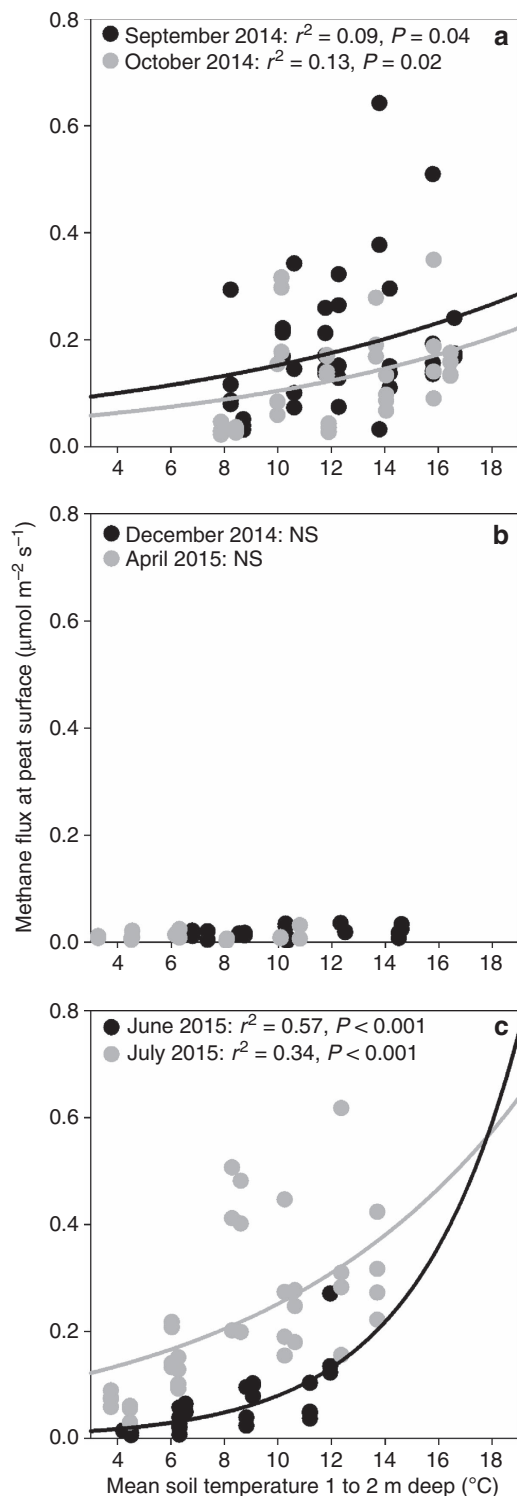 September 2014: r² = 0.09, P = 0.04 a
October 2014: r² = 0.13, P = 0.02
0.8
0.6
0.4
0.2
0.0
4 6 8 10 12 14 16 18
December 2014: NS b
April 2015: NS
0.8
0.6
0.4
0.2
0.0
4 6 8 10 12 14 16 18
Methane flux at peat surface (μmol m⁻² s⁻¹)
June 2015: r² = 0.57, P < 0.001 c
July 2015: r² = 0.34, P < 0.001
0.8
0.6
0.4
0.2
0.0
4 6 8 10 12 14 16 18
Mean soil temperature 1 to 2 m deep (°C)